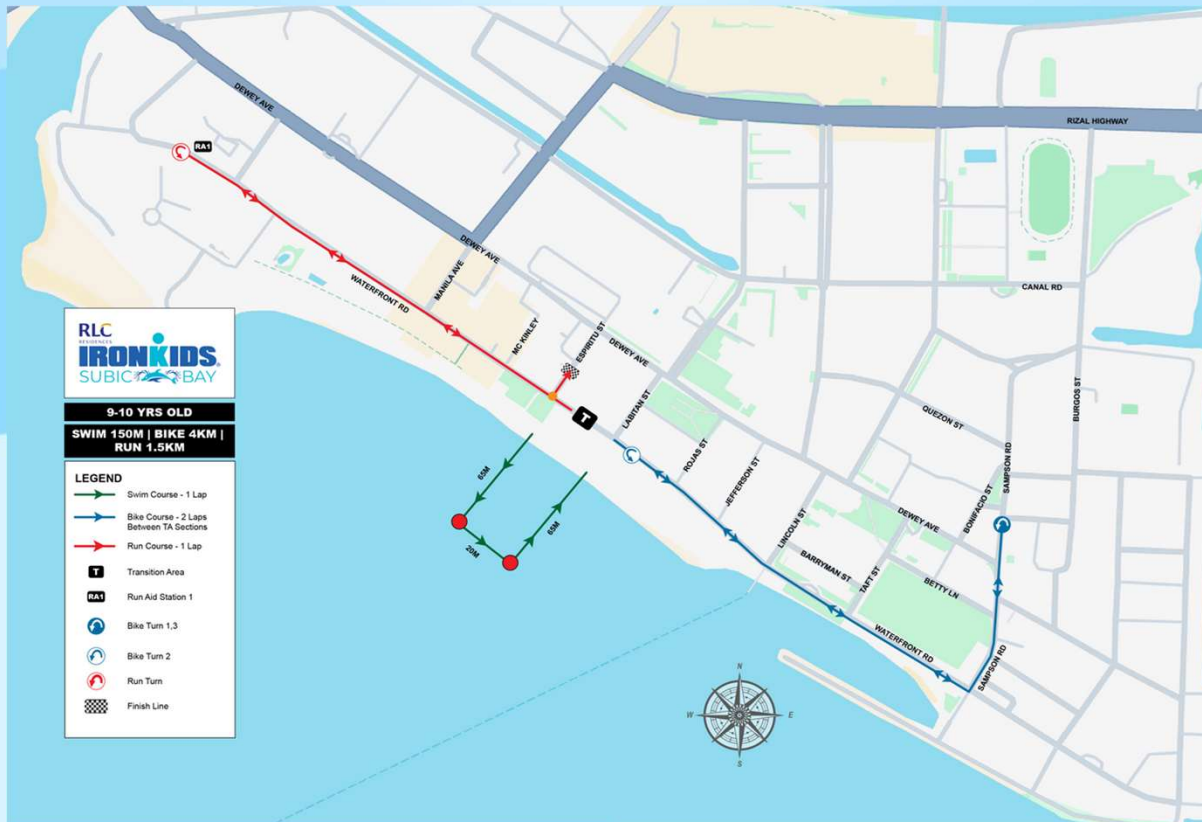 DEWEY AVE
RIZAL HIGHWAY
RA1
DEWEY AVE
MANILA AVE
WATERFRONT RD
CANAL RD
MC KINLEY
ESPIRITU ST
DEWEY AVE
BURGOS ST
RLC
RESIDENCES
IRONKIDS
SUBIC BAY
9-10 YRS OLD
SWIM 150M | BIKE 4KM |
RUN 1.5KM
LEGEND
Swim Course - 1 Lap
Bike Course - 2 Laps
Between TA Sections
Run Course - 1 Lap
T
Transition Area
RA1
Run Aid Station 1
Bike Turn 1,3
Bike Turn 2
Run Turn
Finish Line
T
LABITAN ST
QUEZON ST
ROJAS ST
JEFFERSON ST
SAMPSON RD
65M
65M
20M
LINCOLN ST
DEWEY AVE
BONIFACIO ST
BARRYMAN ST
TAFT ST
BETTY LN
WATERFRONT RD
SAMPSON RD
N
W
E
S